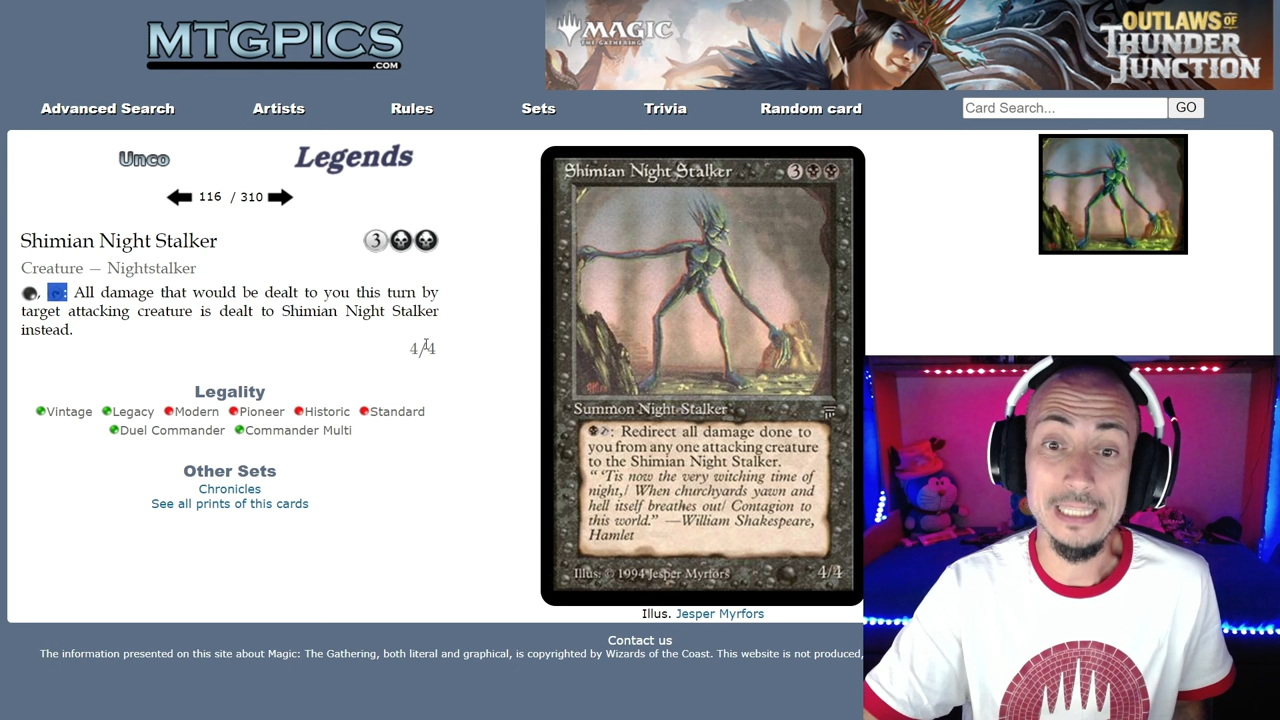 MTGPICS
.COM
MAGIC
THE GATHERING
OUTLAWS OF
THUNDER
JUNCTION
Advanced Search
Artists
Rules
Sets
Trivia
Random card
Card Search...
GO
Unco
Legends
116 / 310
Shimian Night Stalker
3
Creature — Nightstalker
, : All damage that would be dealt to you this turn by
target attacking creature is dealt to Shimian Night Stalker
instead.
4/4
Legality
Vintage Legacy Modern Pioneer Historic Standard
Duel Commander Commander Multi
Other Sets
Chronicles
See all prints of this cards
Shimian Night Stalker 3
Summon Night Stalker
: Redirect all damage done to
you from any one attacking creature
to the Shimian Night Stalker.
" 'Tis now the very witching time of
night,/ When churchyards yawn and
hell itself breathes out/ Contagion to
this world." —William Shakespeare,
Hamlet
Illus: © 1994 Jesper Myrfors 4/4
Illus. Jesper Myrfors
Contact us
The information presented on this site about Magic: The Gathering, both literal and graphical, is copyrighted by Wizards of the Coast. This website is not produced,